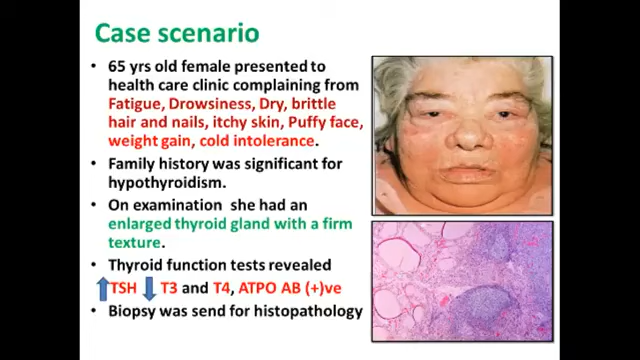 Case scenario
• 65 yrs old female presented to
health care clinic complaining from
Fatigue, Drowsiness, Dry, brittle
hair and nails, itchy skin, Puffy face,
weight gain, cold intolerance.
• Family history was significant for
hypothyroidism.
• On examination she had an
enlarged thyroid gland with a firm
texture.
• Thyroid function tests revealed
TSH T3 and T4, ATPO AB (+)ve
• Biopsy was send for histopathology